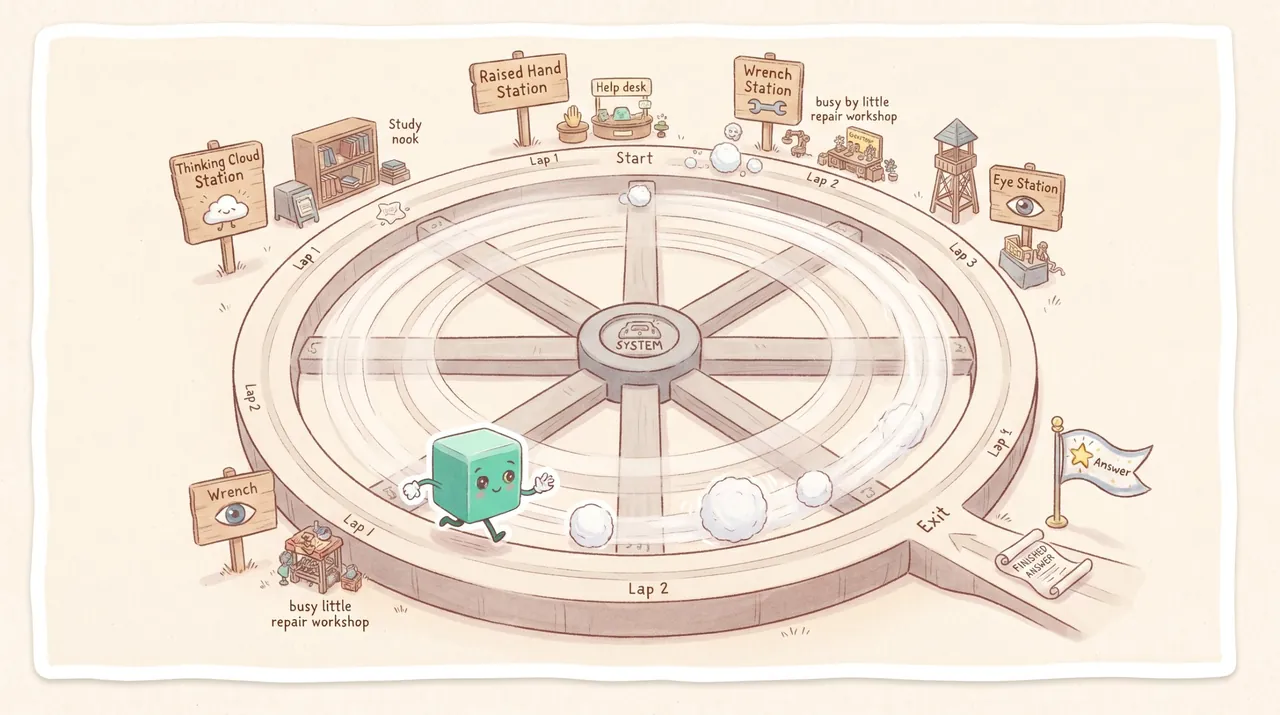 Raised Hand
Station
Help desk
Wrench
Station
busy by little
repair workshop
Study
nook
Thinking Cloud
Station
Eye Station
Lap 1
Start
Lap 2
Lap 1
Lap 3
SYSTEM
Lap 2
Lap 4
Answer
Wrench
Lap 1
Exit
FINISHED
ANSWER
Lap 2
busy little
repair workshop